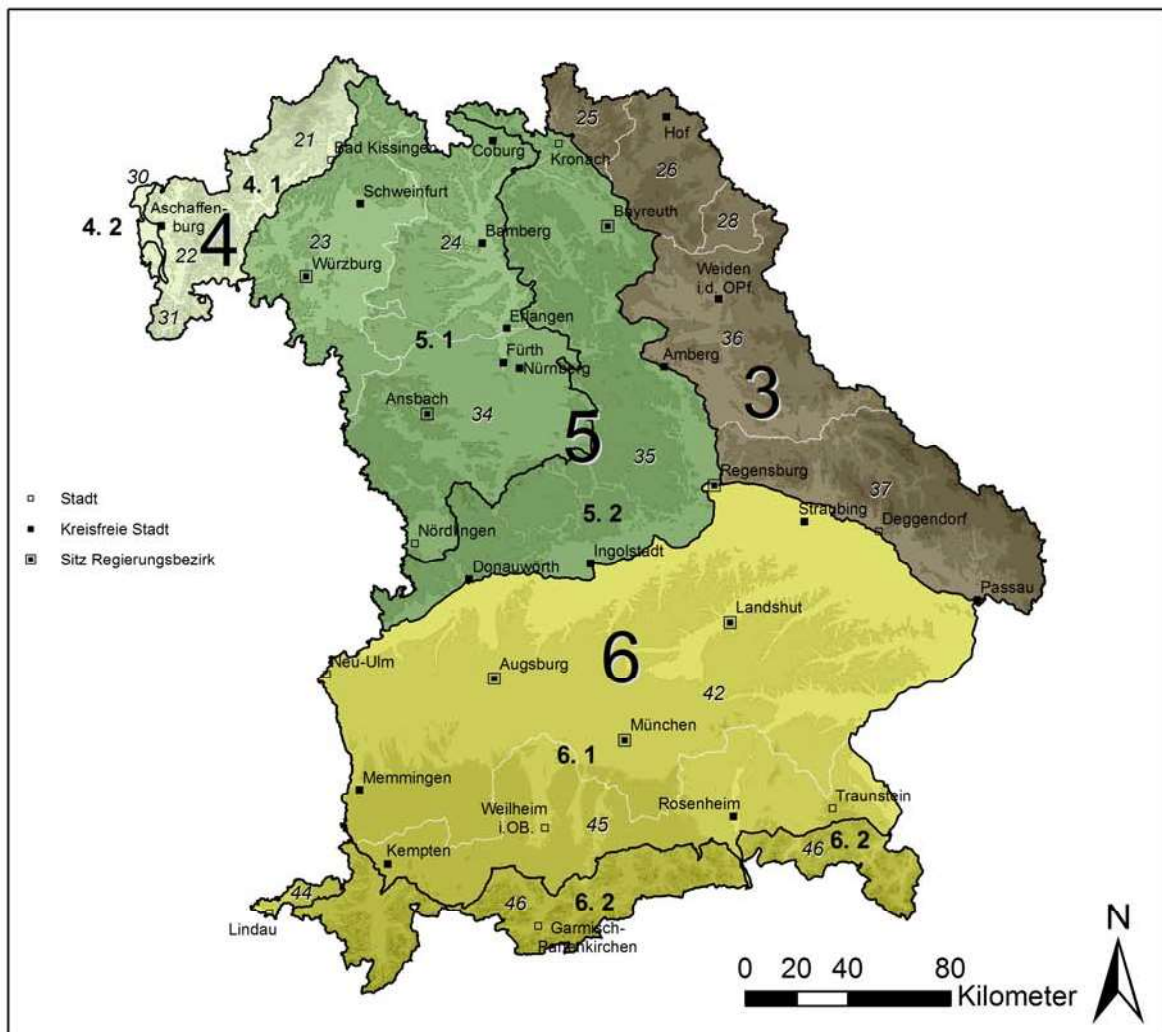 25
Hof
21
Coburg
Kronach
Bad Kissingen
26
30
4. 1
Schweinfurt
28
Aschaffen-
burg
4. 2
4
Bayreuth
24
Bamberg
22
23
Würzburg
Weiden
i.d. OPf.
31
Erlangen
5. 1
36
Fürth
Nürnberg
Amberg
3
Ansbach
34
5
35
Regensburg
37
Stadt
Straubing
5. 2
Deggendorf
Kreisfreie Stadt
Nördlingen
Ingolstadt
Sitz Regierungsbezirk
Donauwörth
Passau
Landshut
6
Neu-Ulm
Augsburg
42
München
6. 1
Memmingen
Rosenheim
Traunstein
Weilheim
i.OB.
45
Kempten
46
6. 2
44
46
6. 2
Lindau
Garmisch-
Partenkirchen
N
0 20 40 80
Kilometer